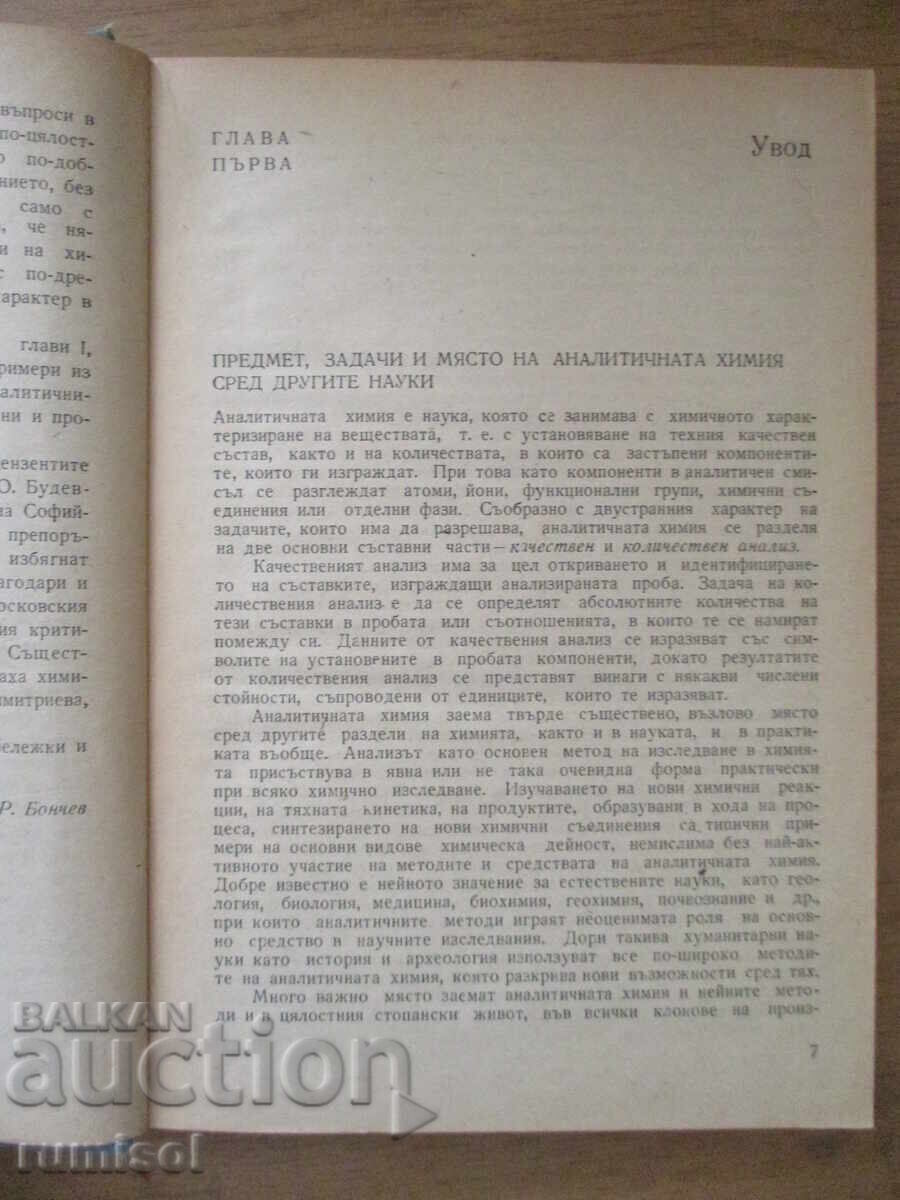 въпроси в
по-цялост-
о по-доб-
нието, без
само с
, че ня-
и на хи-
с по-дре-
арактер в
глави I,
римери из
алитични-
ни и про-
цензентите
О. Будев-
а Софий-
препоръ-
избягнат
агодари и
осковския
ия крити-
Същест-
аха хими-
имитриева,
бележки и
Р. Бончев
ГЛАВА
ПЪРВА
Увод
ПРЕДМЕТ, ЗАДАЧИ И МЯСТО НА АНАЛИТИЧНАТА ХИМИЯ
СРЕД ДРУГИТЕ НАУКИ
Аналитичната химия е наука, която се занимава с химичното харак-
теризиране на веществата, т. е. с установяване на техния качествен
състав, както и на количествата, в които са застъпени компоненти-
те, които ги изграждат. При това като компоненти в аналитичен сми-
съл се разглеждат атоми, йони, функционални групи, химични съ-
единения или отделни фази. Съобразно с двустранния характер на
задачите, които има да разрешава, аналитичната химия се разделя
на две основни съставни части — качествен и количествен анализ.
Качественият анализ има за цел откриването и идентифицирането
то на съставките, изграждащи анализираната проба. Задача на ко-
личествения анализ е да се определят абсолютните количества на
тези съставки в пробата или съотношенията, в които те се намират
помежду си. Данните от качествения анализ се изразяват със сим-
волите на установените в пробата компоненти, докато резултатите
от количествения анализ се представят винаги с някакви числени
стойности, съпроводени от единиците, които те изразяват.
Аналитичната химия заема твърде съществено, възлово място
сред другите раздели на химията, както и в науката, и в практи-
ката въобще. Анализът като основен метод на изследване в химия-
та присъствува в явна или не така очевидна форма практически
при всяко химично изследване. Изучаването на нови химични реак-
ции, на тяхната кинетика, на продуктите, образувани в хода на про-
цеса, синтезирането на нови химични съединения са типични при-
мери на основни видове химическа дейност, немислима без най-ак-
тивното участие на методите и средствата на аналитичната химия.
Добре известно е нейното значение за естествените науки, като гео-
логия, биология, медицина, биохимия, геохимия, почвознание и др.,
при които аналитичните методи играят неоценимата роля на основ-
но средство в научните изследвания. Дори такива хуманитарни на-
уки като история и археология използуват все по-широко методи-
те на аналитичната химия, която разкрива нови възможности сред тях.
Много важно място заемат аналитичната химия и нейните мето-
ди и в цялостния стопански живот, във всички клонове на произ-
7
BALKAN
auction
rumisol